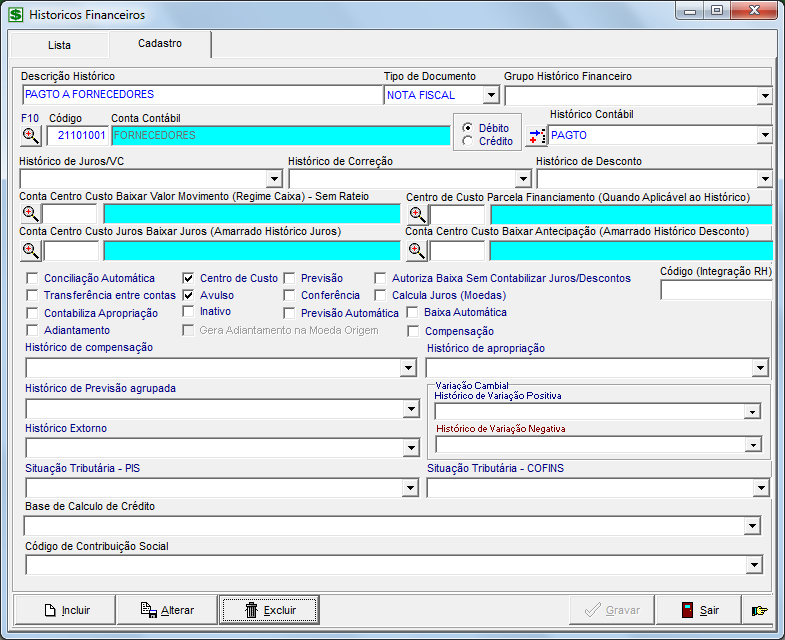 Historicos Financeiros
Lista Cadastro
Descrição Histórico Tipo de Documento Grupo Histórico Financeiro
PAGTO A FORNECEDORES NOTA FISCAL
F10 Código Conta Contábil Histórico Contábil
21101001 FORNECEDORES Débito Crédito PAGTO
Histórico de Juros/VC Histórico de Correção Histórico de Desconto
Conta Centro Custo Baixar Valor Movimento (Regime Caixa) - Sem Rateio Centro de Custo Parcela Financiamento (Quando Aplicável ao Histórico)
Conta Centro Custo Juros Baixar Juros (Amarrado Histórico Juros) Conta Centro Custo Baixar Antecipação (Amarrado Histórico Desconto)
Conciliação Automática Centro de Custo Previsão Autoriza Baixa Sem Contabilizar Juros/Descontos Código (Integração RH)
Transferência entre contas Avulso Conferência Calcula Juros (Moedas)
Contabiliza Apropriação Inativo Previsão Automática Baixa Automática
Adiantamento Gera Adiantamento na Moeda Origem Compensação
Histórico de compensação Histórico de apropriação
Histórico de Previsão agrupada Variação Cambial
Histórico de Variação Positiva
Histórico Extorno Histórico de Variação Negativa
Situação Tributária - PIS Situação Tributária - COFINS
Base de Calculo de Crédito
Código de Contribuição Social
Incluir Alterar Excluir Gravar Sair